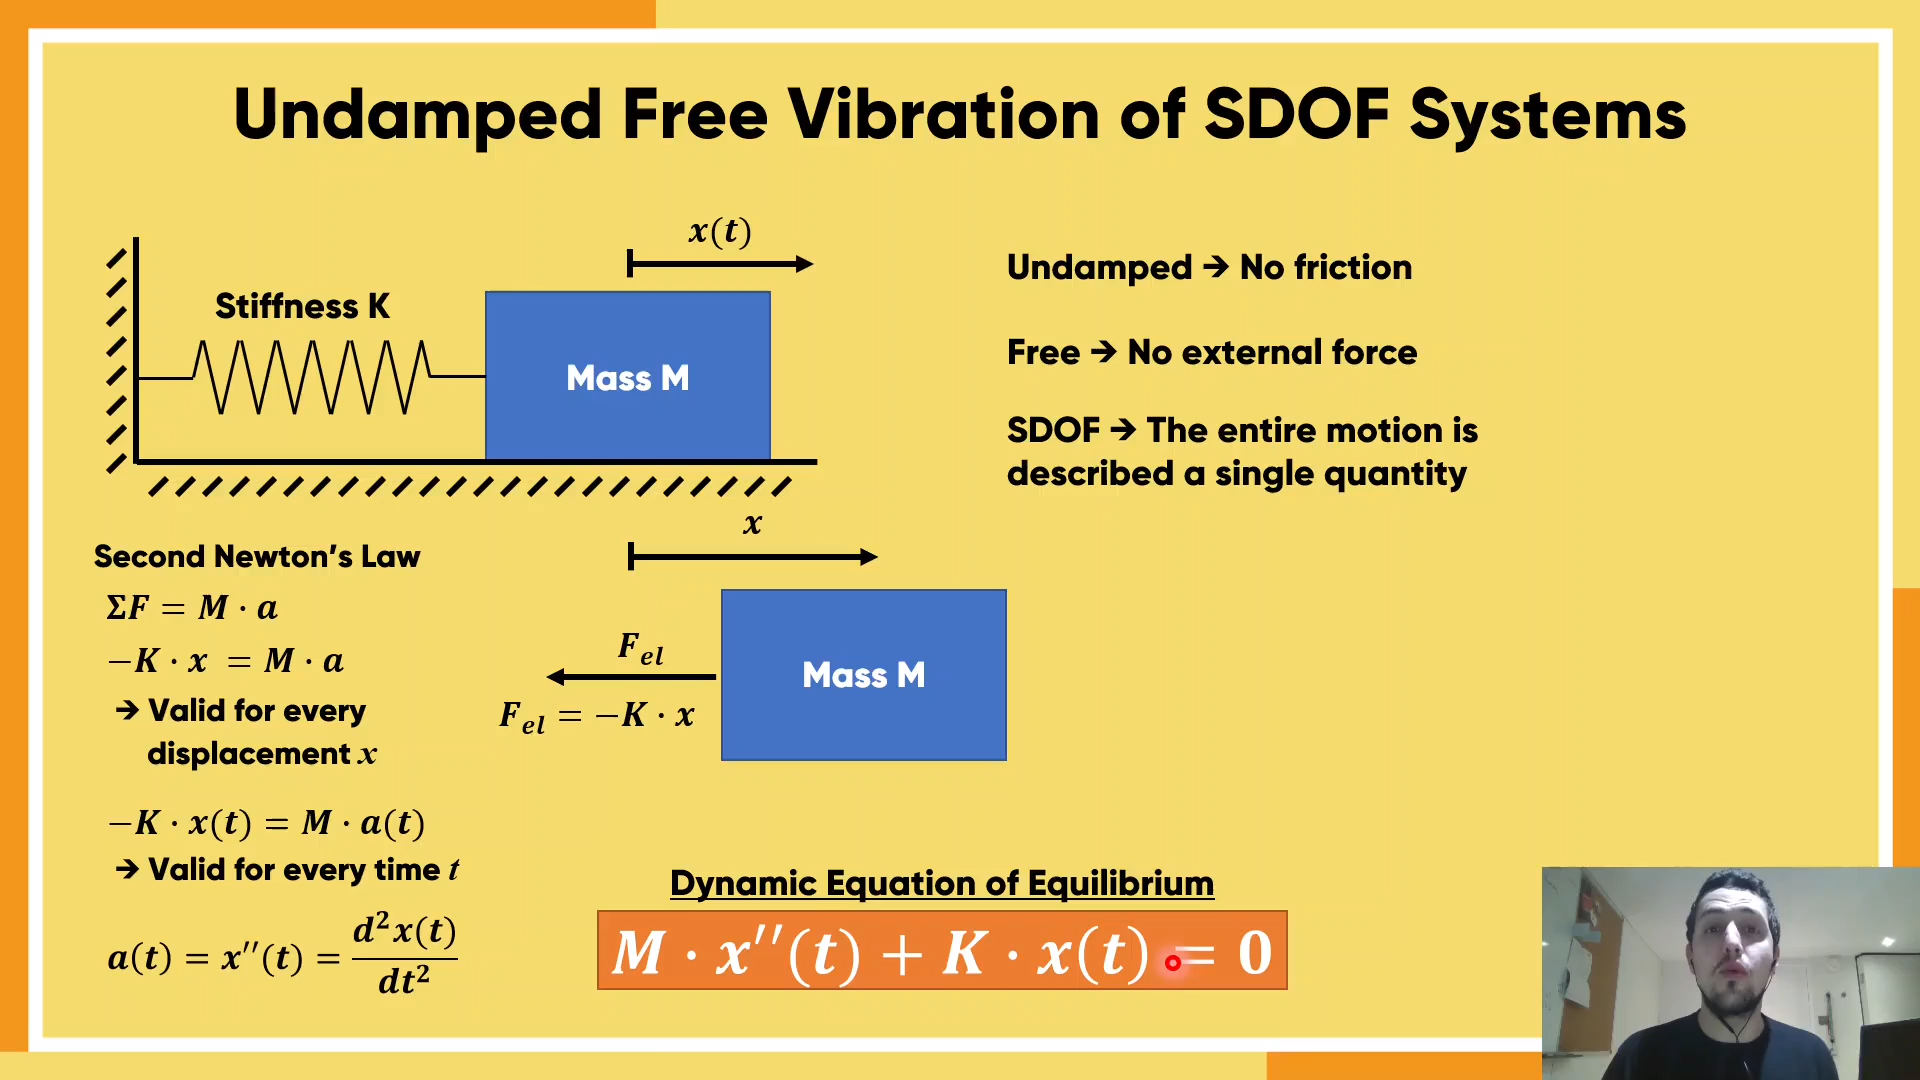 Undamped Free Vibration of SDOF Systems
x(t)
Stiffness K
Mass M
Undamped → No friction
Free → No external force
SDOF → The entire motion is
described a single quantity
x
Second Newton's Law
ΣF = M · a
−K · x = M · a
→ Valid for every
displacement x
F_el
F_el = −K · x
Mass M
−K · x(t) = M · a(t)
→ Valid for every time t
a(t) = x′′(t) = d²x(t)/dt²
Dynamic Equation of Equilibrium
M · x′′(t) + K · x(t) = 0